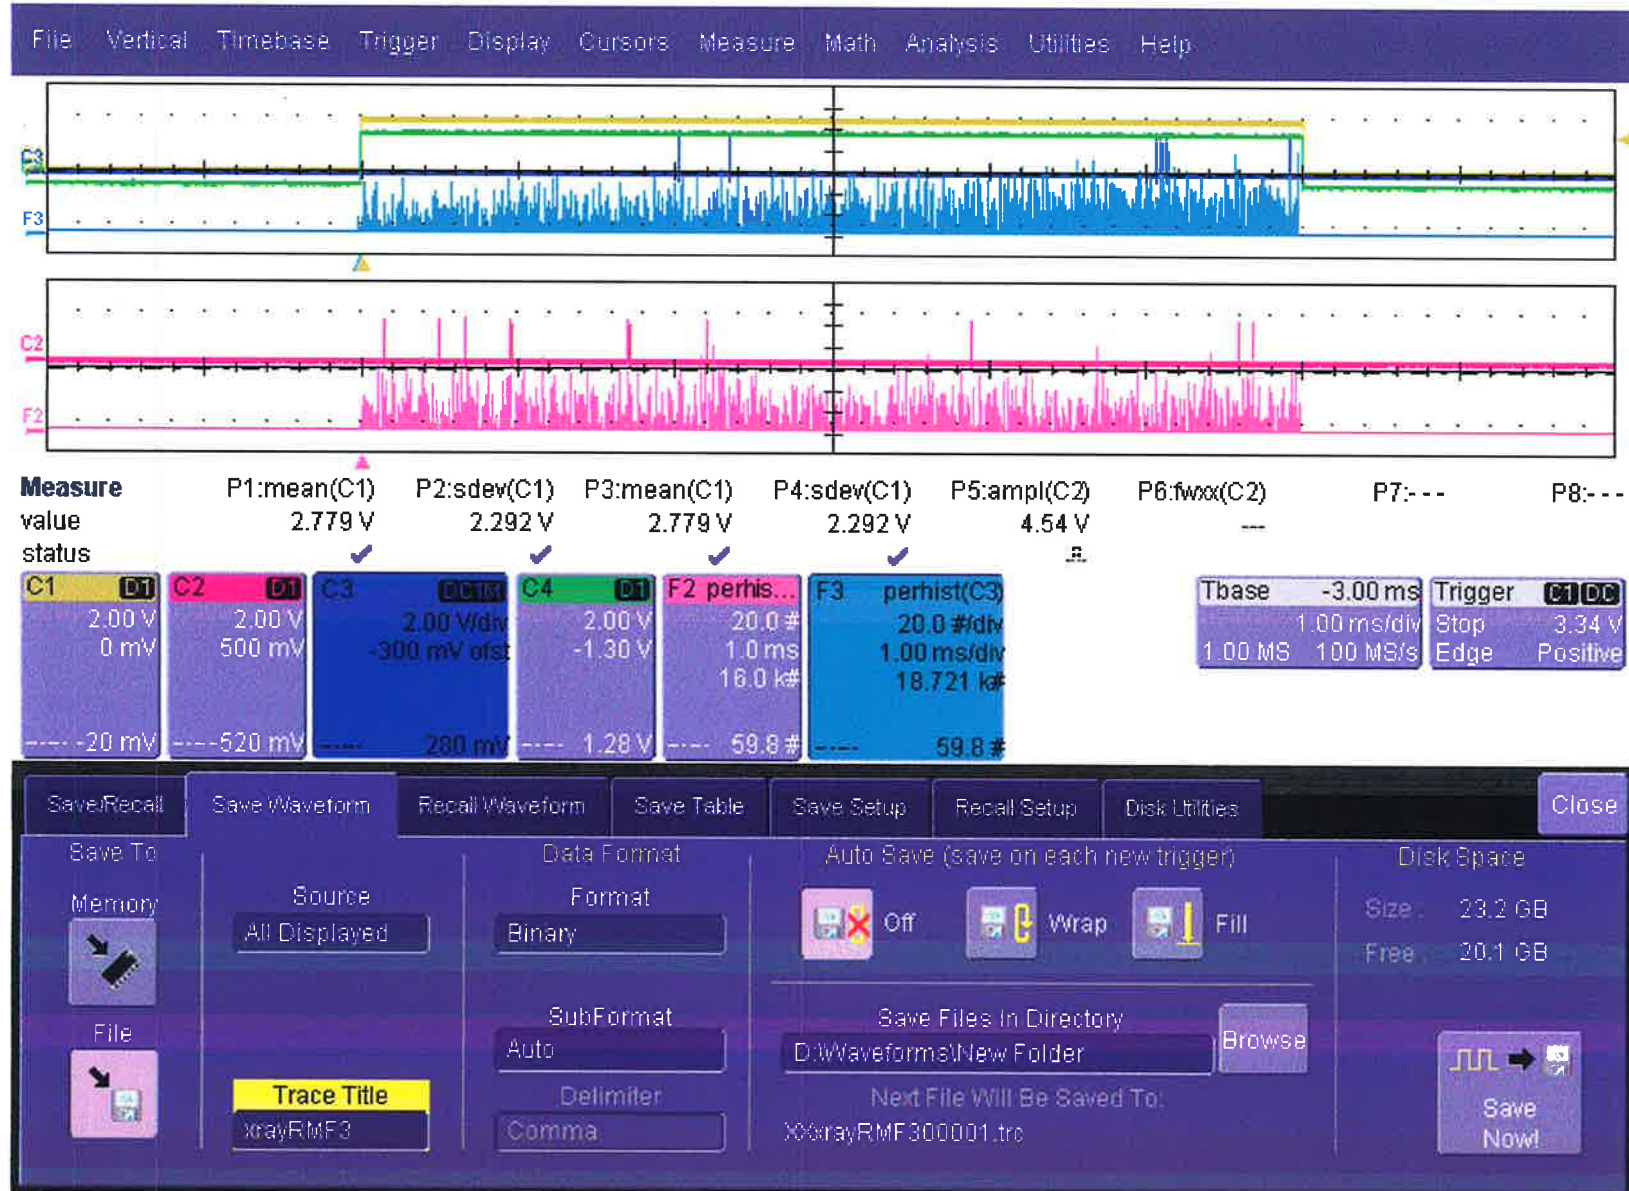 File Vertical Timebase Trigger Display Cursors Measure Math Analysis Utilities Help
F3
C2
F2
Measure P1:mean(C1) P2:sdev(C1) P3:mean(C1) P4:sdev(C1) P5:ampl(C2) P6:fwxx(C2) P7:- - - P8:- - -
value 2.779 V 2.292 V 2.779 V 2.292 V 4.54 V ---
status
C1 D1 C2 D1 C3 DC1M C4 D1 F2 perhis... F3 perhist(C3) Tbase -3.00 ms Trigger C1 DC
2.00 V 2.00 V 2.00 V/div 2.00 V 20.0 # 20.0 #/div 1.00 ms/div Stop 3.34 V
0 mV 500 mV -300 mV ofst -1.30 V 1.0 ms 1.00 ms/div 1.00 MS 100 MS/s Edge Positive
16.0 k# 18.721 k#
---- -20 mV ----520 mV ---- 280 mV ---- 1.28 V ---- 59.8 # ---- 59.8 #
Save/Recall Save Waveform Recall Waveform Save Table Save Setup Recall Setup Disk Utilities Close
Save To Data Format Auto Save (save on each new trigger) Disk Space
Memory Source Format Off Wrap Fill Size : 23.2 GB
All Displayed Binary Free : 20.1 GB
File SubFormat Save Files In Directory
Auto D:\Waveforms\New Folder Browse
Trace Title Delimiter Next File Will Be Saved To: Save
xrayRMF3 Comma Now!